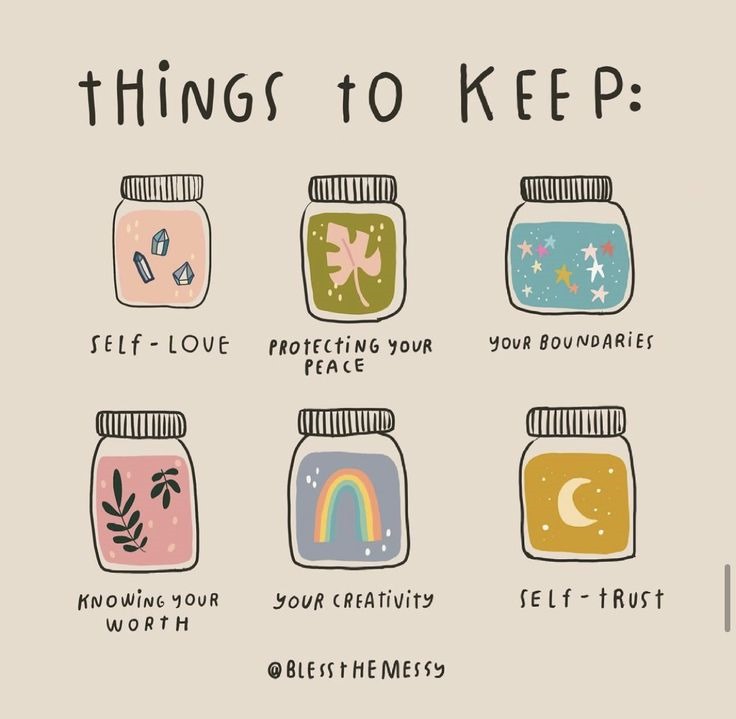 tHiNGS tO KEEP:
SELf - LOVE
PROTECTING YOUR
PEACE
YOUR BOUNDARIES
KNOWING YOUR
WORTH
YOUR CREATIVITY
SELf - tRUSt
@BLESStHEMESSY